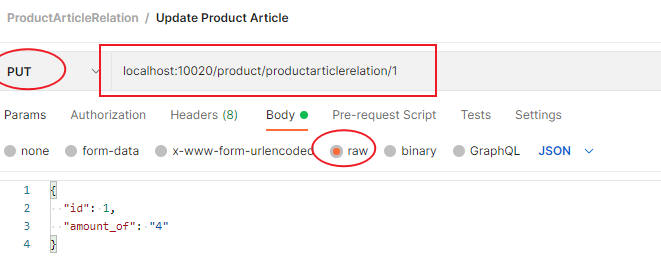 ProductArticleRelation / Update Product Article
PUT localhost:10020/product/productarticlerelation/1
Params Authorization Headers (8) Body Pre-request Script Tests Settings
none form-data x-www-form-urlencoded raw binary GraphQL JSON
1 {
2 "id": 1,
3 "amount_of": "4"
4 }